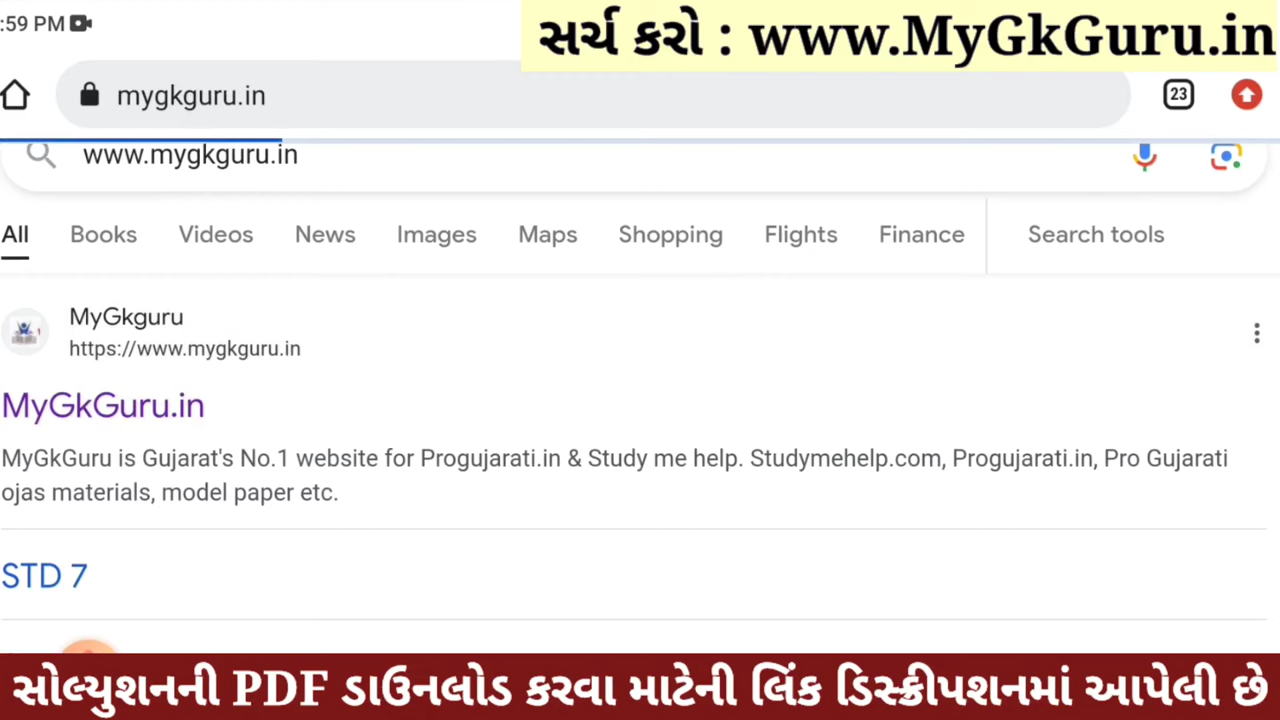 :59 PM
સર્ચ કરો : www.MyGkGuru.in
mygkguru.in
23
www.mygkguru.in
All Books Videos News Images Maps Shopping Flights Finance Search tools
MyGkguru
https://www.mygkguru.in
MyGkGuru.in
MyGkGuru is Gujarat's No.1 website for Progujarati.in & Study me help. Studymehelp.com, Progujarati.in, Pro Gujarati
ojas materials, model paper etc.
STD 7
સોલ્યુશનની PDF ડાઉનલોડ કરવા માટેની લિંક ડિસ્ક્રીપશનમાં આપેલી છે